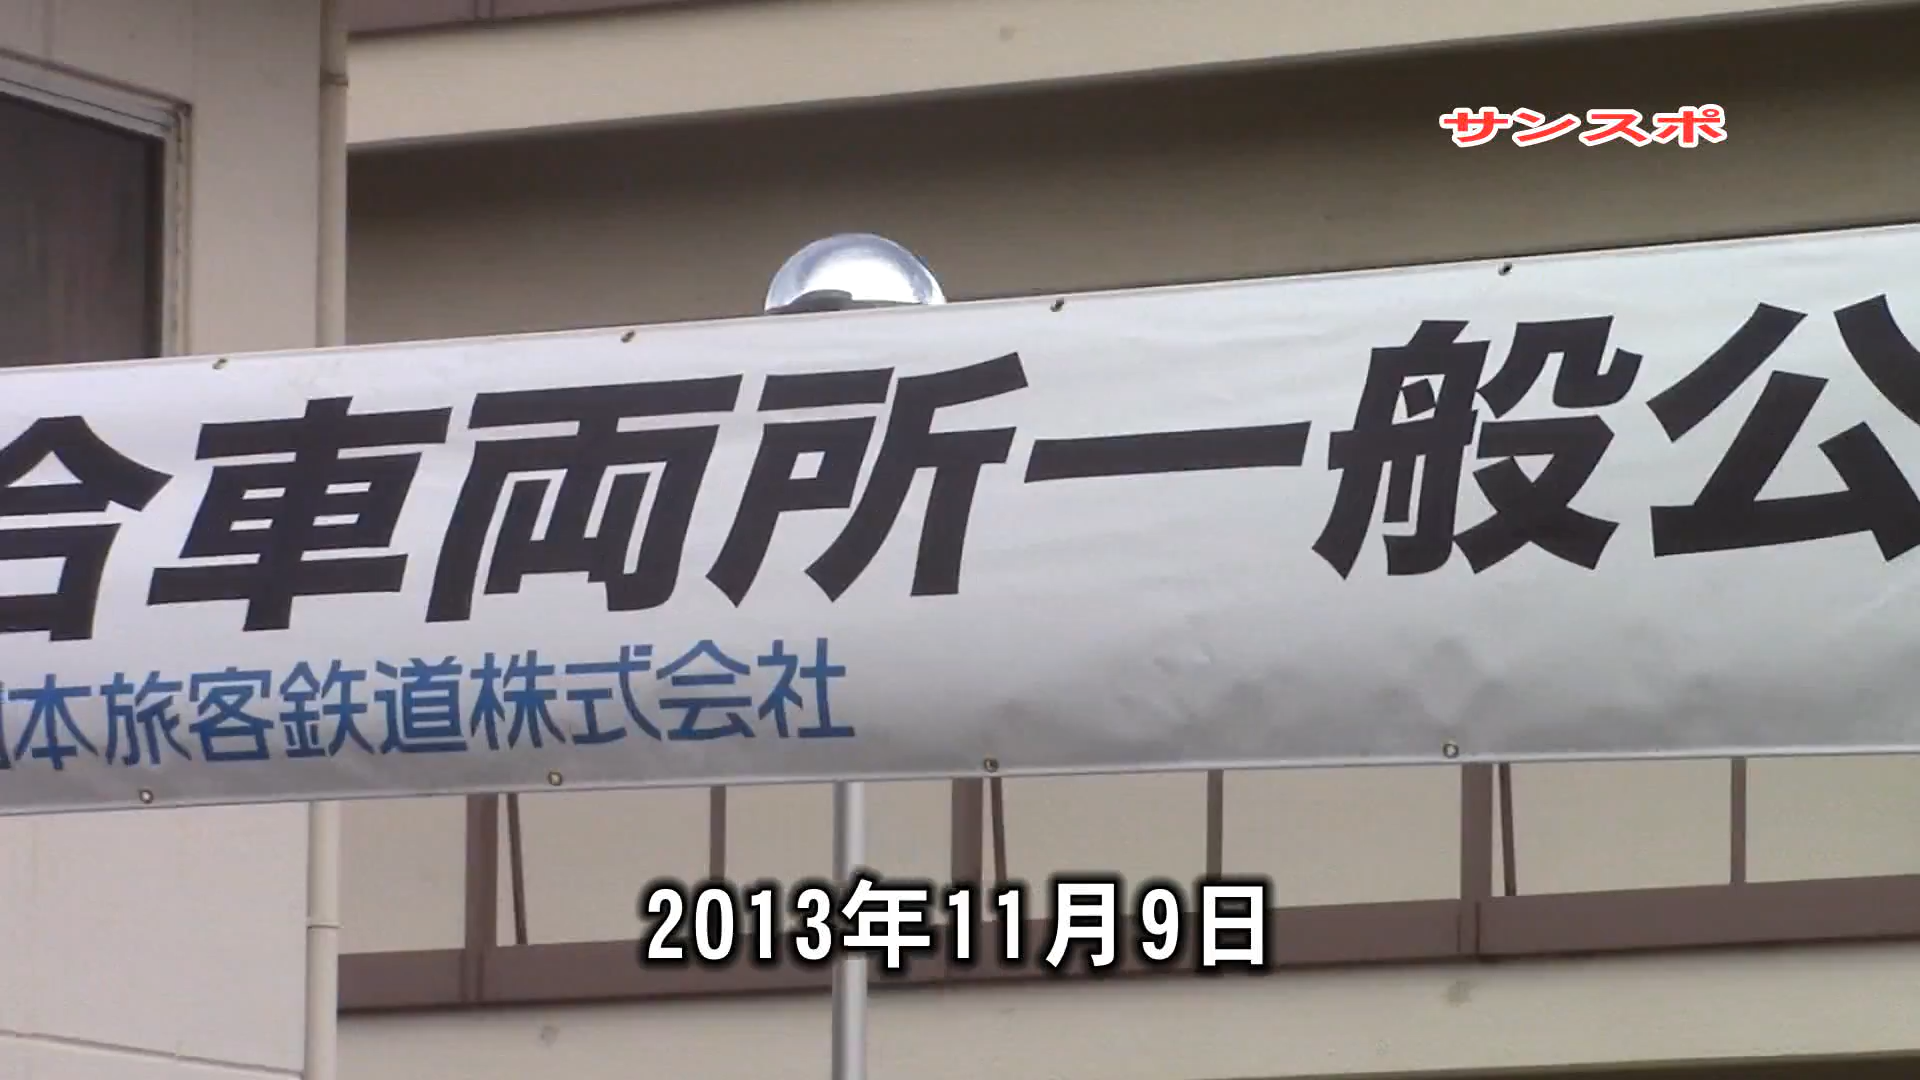 サンスポ
合車両所一般公
本旅客鉄道株式会社
2013年11月9日